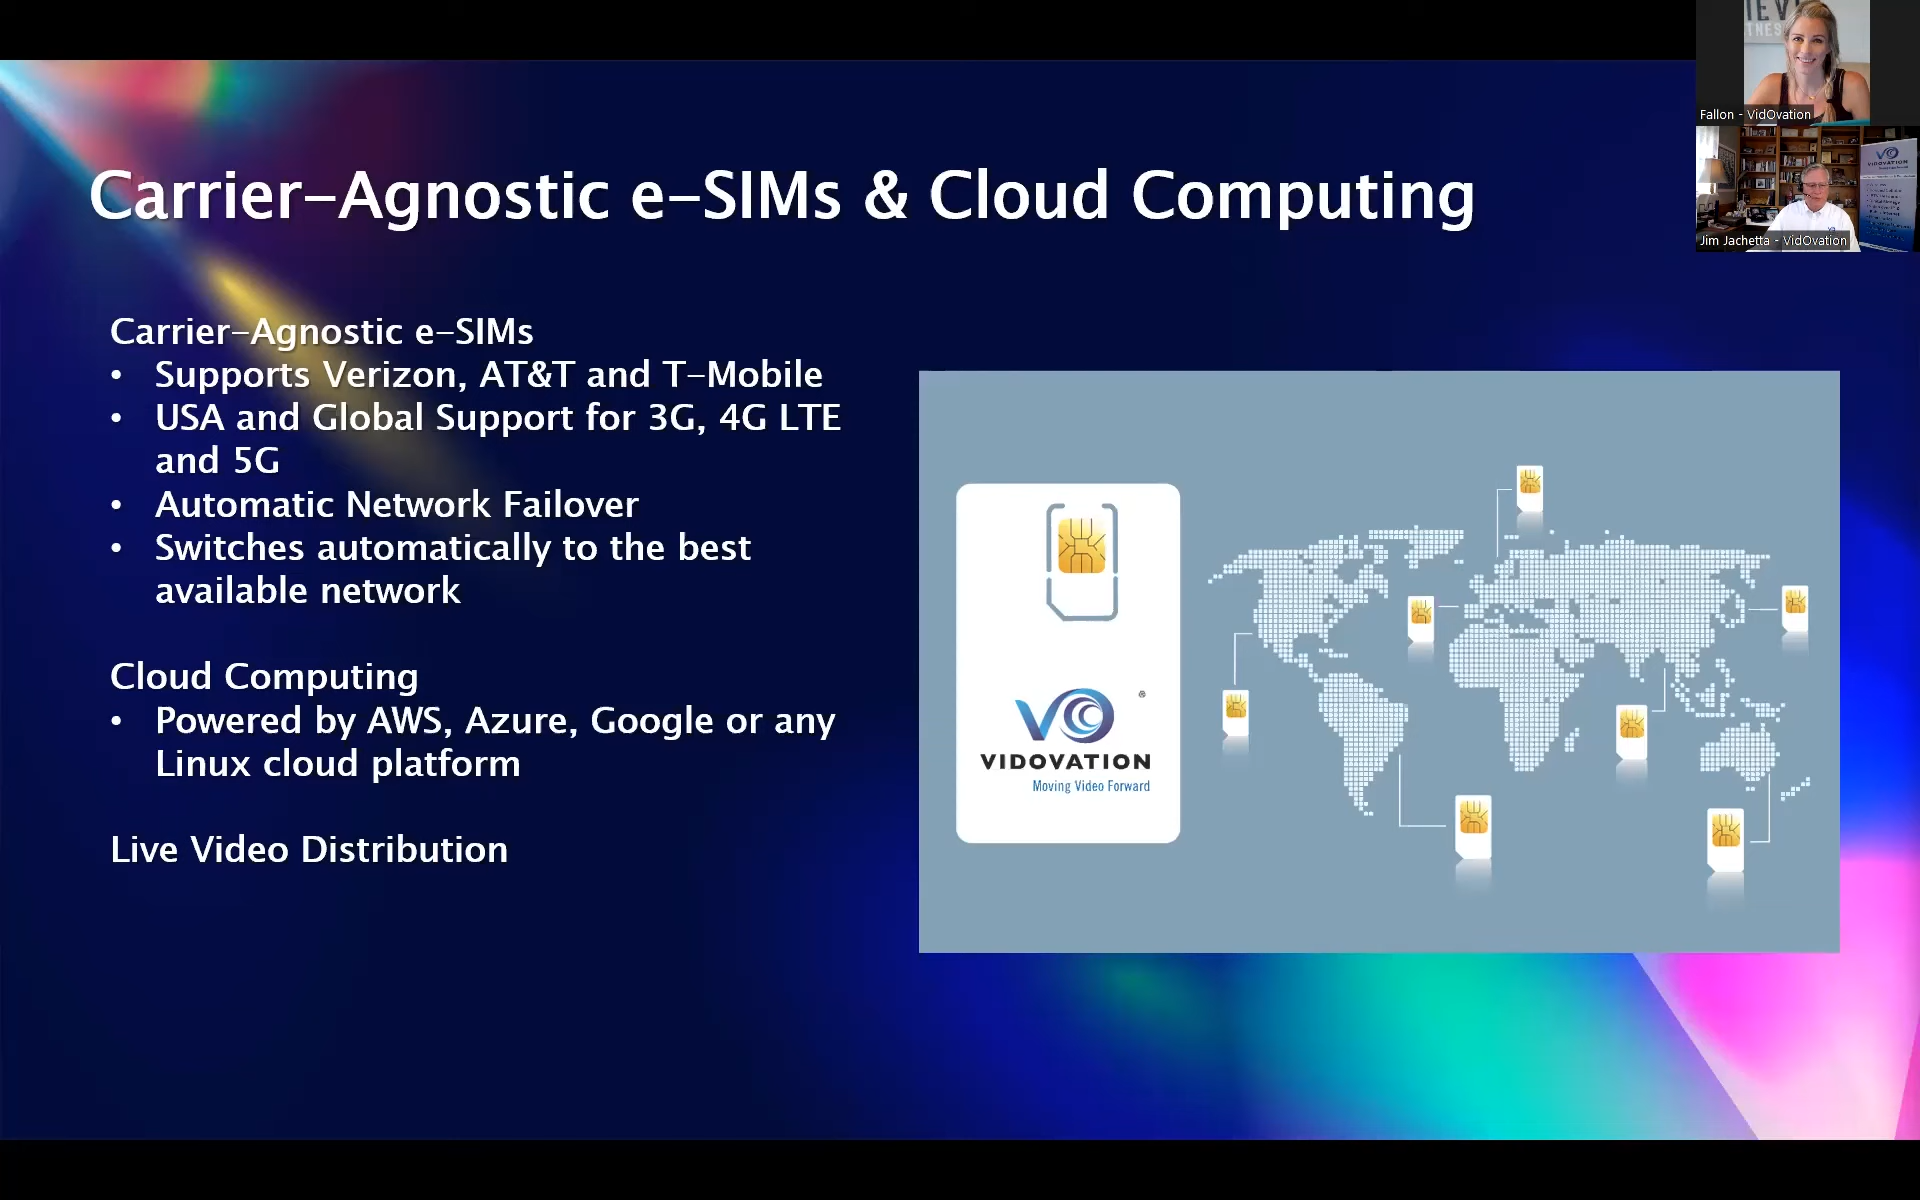 Carrier-Agnostic e-SIMs & Cloud Computing
Carrier-Agnostic e-SIMs
• Supports Verizon, AT&T and T-Mobile
• USA and Global Support for 3G, 4G LTE
and 5G
• Automatic Network Failover
• Switches automatically to the best
available network
Cloud Computing
• Powered by AWS, Azure, Google or any
Linux cloud platform
Live Video Distribution
®
VIDOVATION
Moving Video Forward
Fallon - VidOvation
VIDOVATION
Jim Jachetta - VidOvation